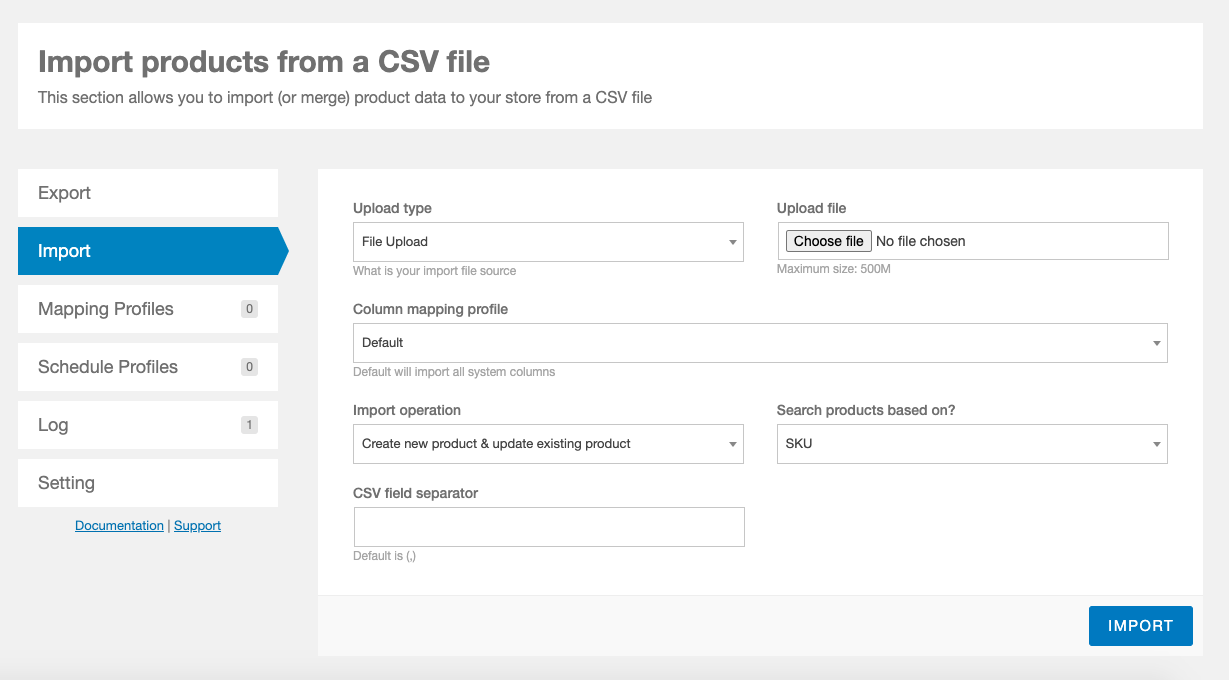 Import products from a CSV file
This section allows you to import (or merge) product data to your store from a CSV file
Export
Import
Mapping Profiles 0
Schedule Profiles 0
Log 1
Setting
Documentation | Support
Upload type
File Upload
What is your import file source
Upload file
Choose file No file chosen
Maximum size: 500M
Column mapping profile
Default
Default will import all system columns
Import operation
Create new product & update existing product
Search products based on?
SKU
CSV field separator
Default is (,)
IMPORT